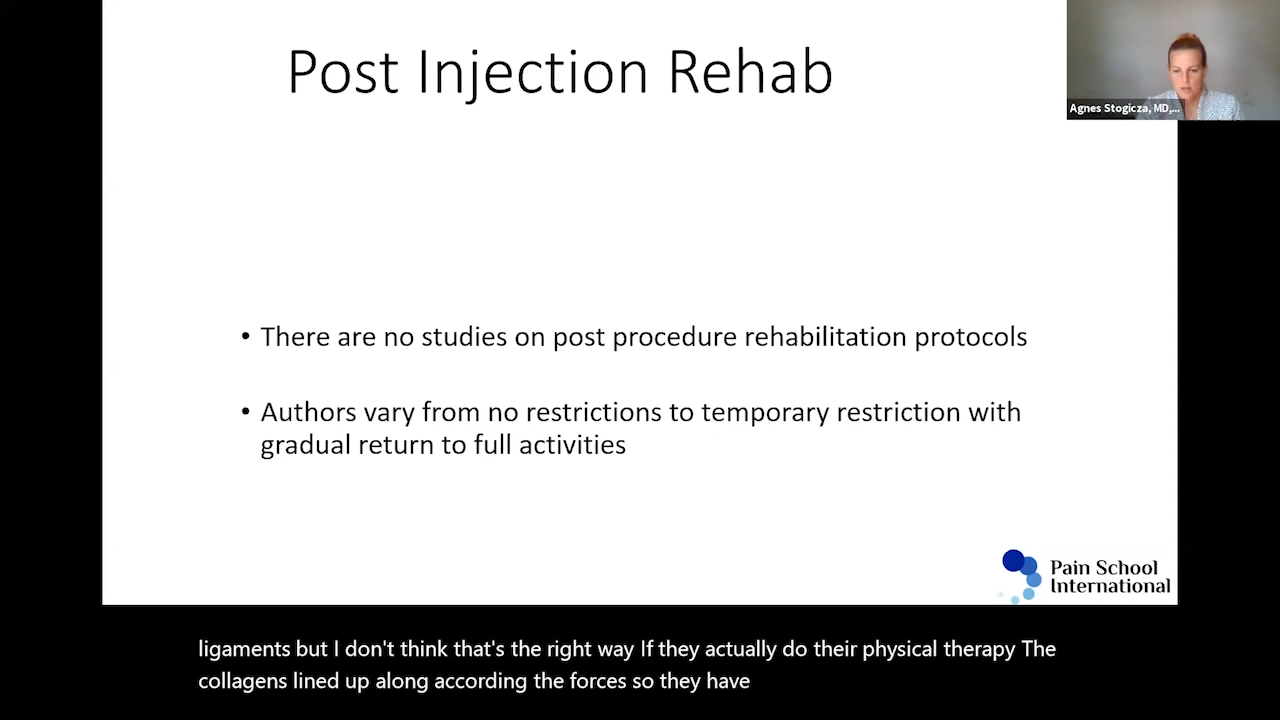 Post Injection Rehab
Agnes Stogicza, MD,...
• There are no studies on post procedure rehabilitation protocols
• Authors vary from no restrictions to temporary restriction with
gradual return to full activities
Pain School
International
ligaments but I don't think that's the right way If they actually do their physical therapy The
collagens lined up along according the forces so they have